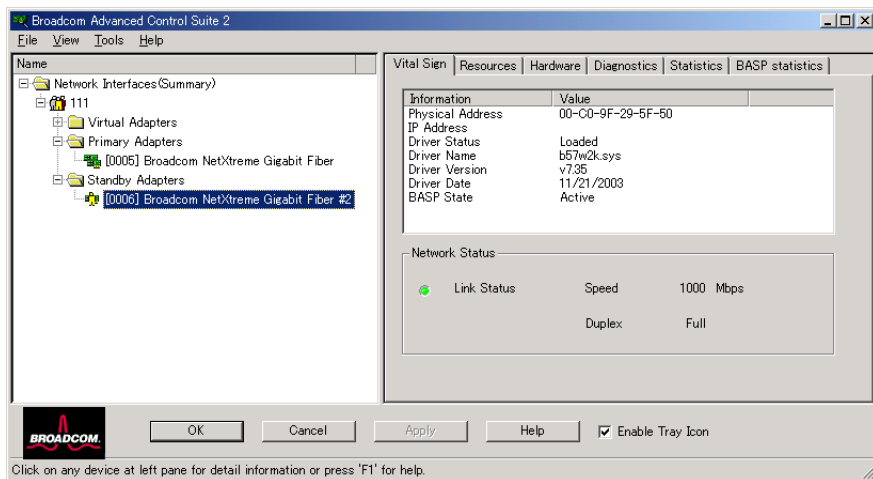 Broadcom Advanced Control Suite 2
File View Tools Help
Name
Network Interfaces(Summary)
111
Virtual Adapters
Primary Adapters
[0005] Broadcom NetXtreme Gigabit Fiber
Standby Adapters
[0006] Broadcom NetXtreme Gigabit Fiber #2
Vital Sign Resources Hardware Diagnostics Statistics BASP statistics
Information Value
Physical Address 00-C0-9F-29-5F-50
IP Address
Driver Status Loaded
Driver Name b57w2k.sys
Driver Version v7.35
Driver Date 11/21/2003
BASP State Active
Network Status
Link Status Speed 1000 Mbps
Duplex Full
BROADCOM.
OK Cancel Apply Help Enable Tray Icon
Click on any device at left pane for detail information or press 'F1' for help.